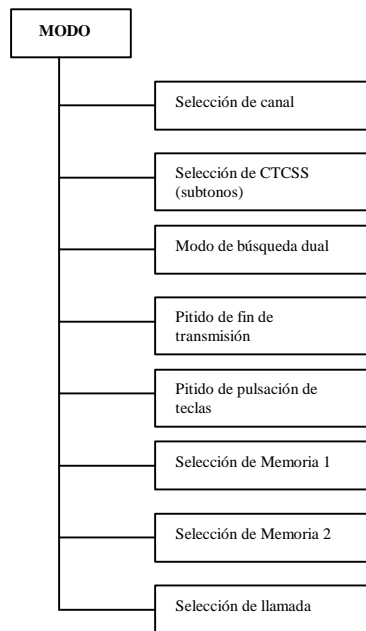 MODO
Selección de canal
Selección de CTCSS
(subtonos)
Modo de búsqueda dual
Pitido de fin de
transmisión
Pitido de pulsación de
teclas
Selección de Memoria 1
Selección de Memoria 2
Selección de llamada